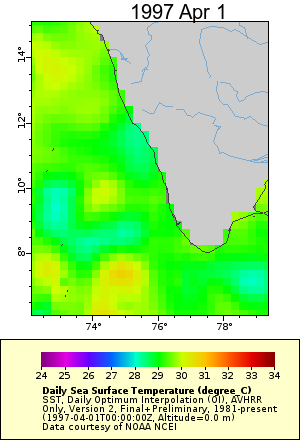 1997 Apr 1
14°
12°
10°
8°
74°
76°
78°
24 25 26 27 28 29 30 31 32 33 34
Daily Sea Surface Temperature (degree_C)
SST, Daily Optimum Interpolation (OI), AVHRR
Only, Version 2, Final+Preliminary, 1981-present
(1997-04-01T00:00:00Z, Altitude=0.0 m)
Data courtesy of NOAA NCEI